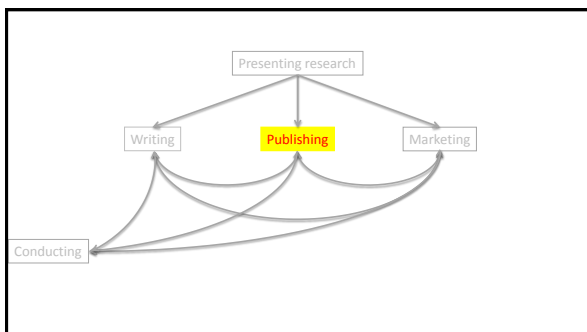 Presenting research
Writing
Publishing
Marketing
Conducting